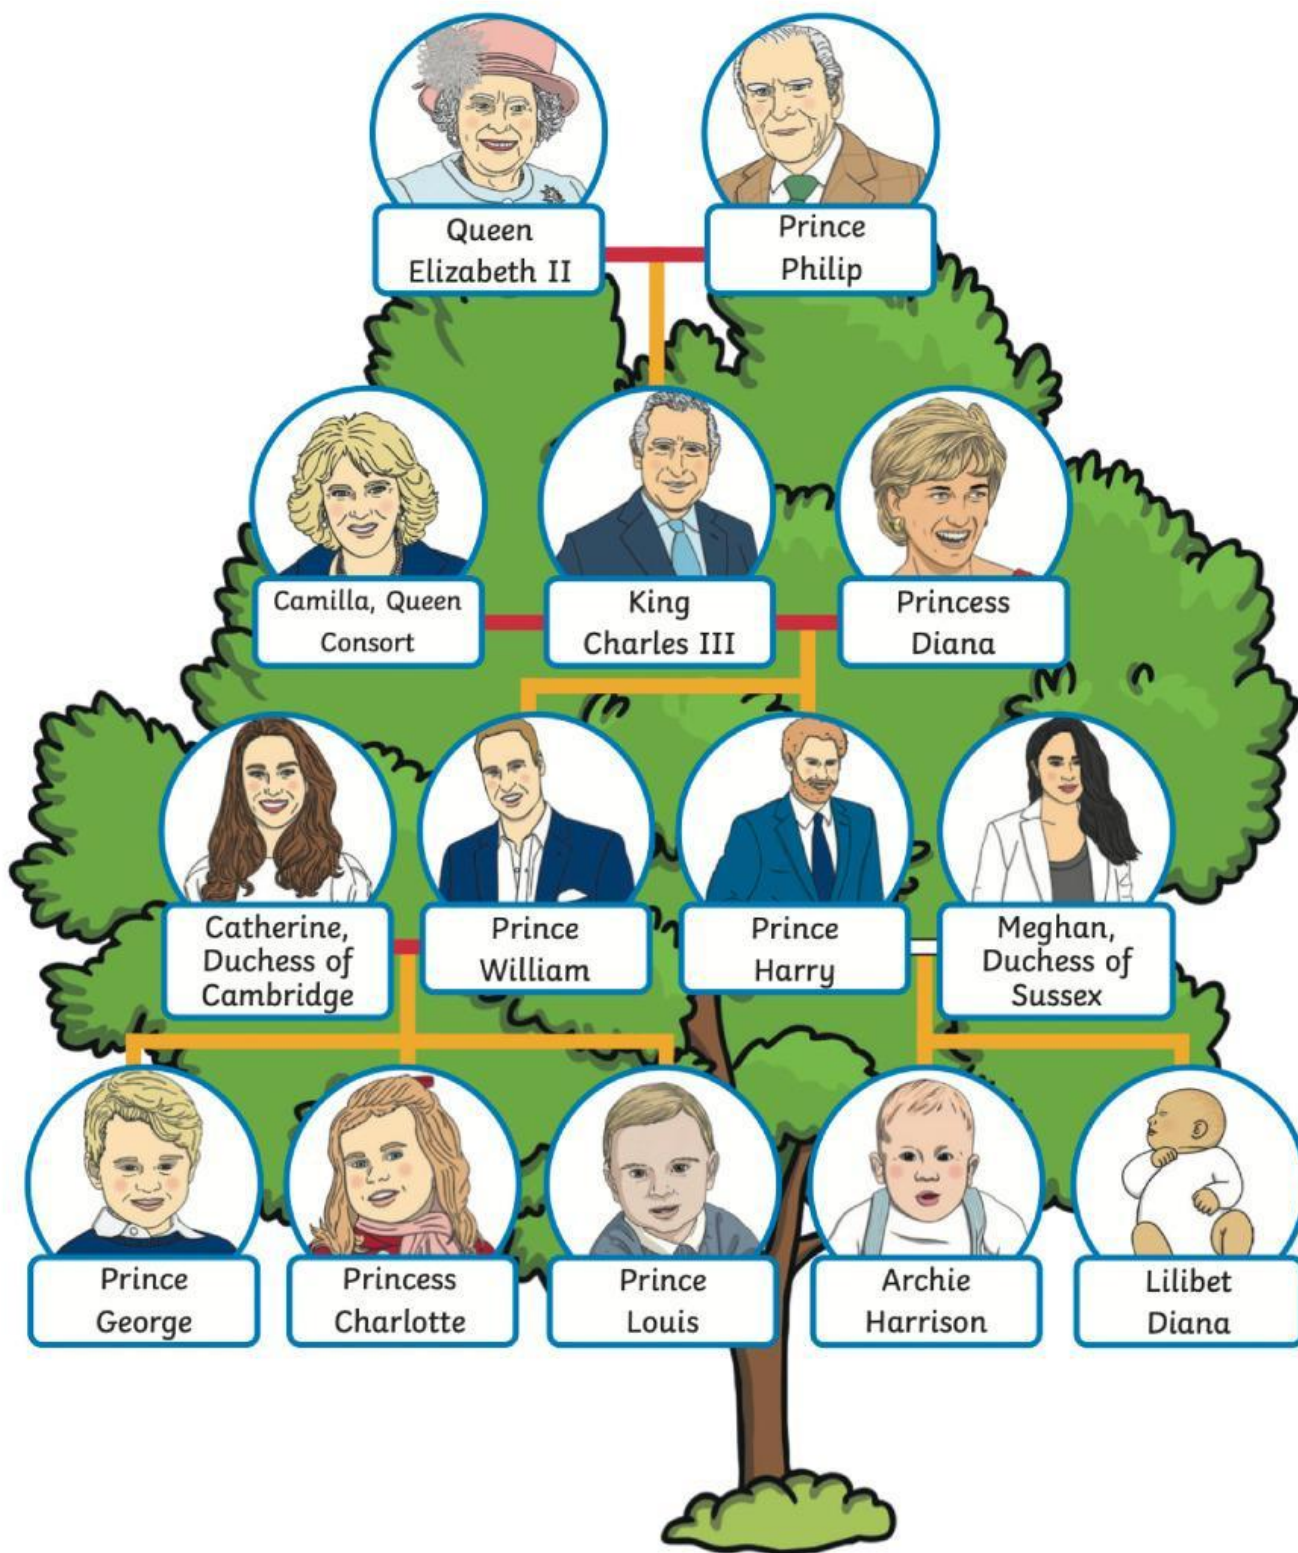 Queen
Elizabeth II
Prince
Philip
Camilla, Queen
Consort
King
Charles III
Princess
Diana
Catherine,
Duchess of
Cambridge
Prince
William
Prince
Harry
Meghan,
Duchess of
Sussex
Prince
George
Princess
Charlotte
Prince
Louis
Archie
Harrison
Lilibet
Diana